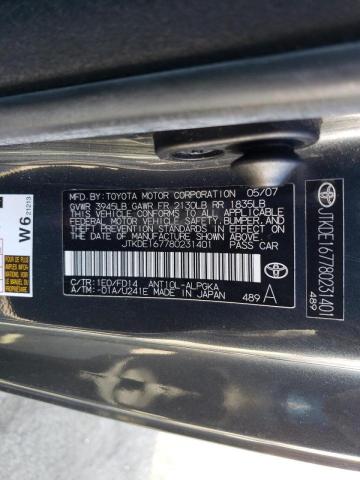 MFD. BY: TOYOTA MOTOR CORPORATION 05/07
GVWR 3945LB GAWR FR 2130LB RR 1835LB
THIS VEHICLE CONFORMS TO ALL APPLICABLE
FEDERAL MOTOR VEHICLE SAFETY, BUMPER, AND
THEFT PREVENTION STANDARDS IN EFFECT ON
THE DATE OF MANUFACTURE SHOWN ABOVE.
JTKDE167780231401 PASS CAR
C/TR: 1E0/FD14 ANT10L-ALPGKA
A/TM: -01A/U241E MADE IN JAPAN
489 A
W6
21213
JTKDE167780231401
489